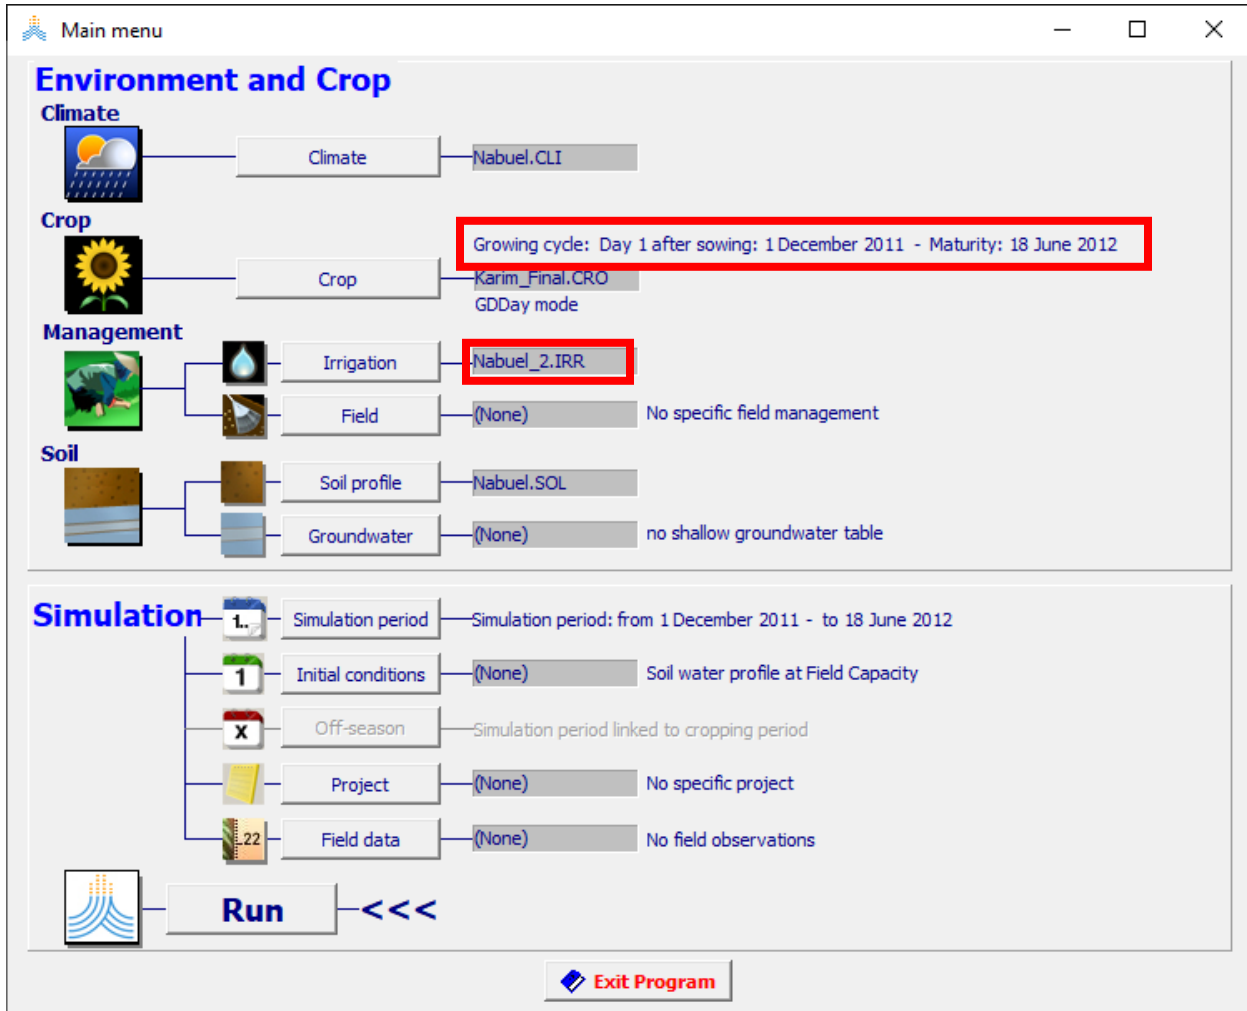 Main menu
Environment and Crop
Climate
Climate
Nabuel.CLI
Crop
Growing cycle: Day 1 after sowing: 1 December 2011 - Maturity: 18 June 2012
Crop
Karim_Final.CRO
GDDay mode
Management
Irrigation
Nabuel_2.IRR
Field
(None)
No specific field management
Soil
Soil profile
Nabuel.SOL
Groundwater
(None)
no shallow groundwater table
Simulation
1..
Simulation period
Simulation period: from 1 December 2011 - to 18 June 2012
1
Initial conditions
(None)
Soil water profile at Field Capacity
X
Off-season
Simulation period linked to cropping period
Project
(None)
No specific project
.22
Field data
(None)
No field observations
Run
<<<
Exit Program